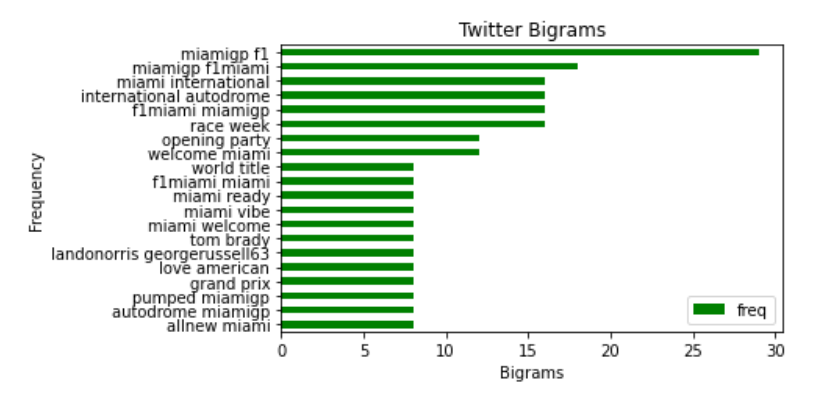 Twitter Bigrams
miamigp f1
miamigp f1miami
miami international
international autodrome
f1miami miamigp
race week
opening party
welcome miami
world title
f1miami miami
miami ready
miami vibe
miami welcome
tom brady
landonorris georgerussell63
love american
grand prix
pumped miamigp
autodrome miamigp
allnew miami
Frequency
freq
0 5 10 15 20 25 30
Bigrams